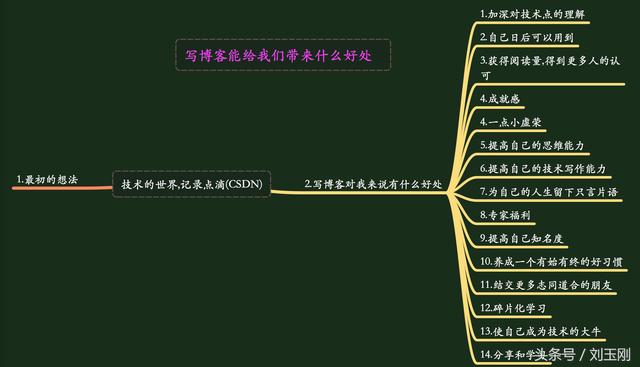 写博客能给我们带来什么好处
1.最初的想法
技术的世界,记录点滴(CSDN)
2.写博客对我来说有什么好处
1.加深对技术点的理解
2.自己日后可以用到
3.获得阅读量,得到更多人的认
可
4.成就感
4.一点小虚荣
5.提高自己的思维能力
6.提高自己的技术写作能力
7.为自己的人生留下只言片语
8.专家福利
9.提高自己知名度
10.养成一个有始有终的好习惯
11.结交更多志同道合的朋友
12.碎片化学习
13.使自己成为技术的大牛
14.分享和学
头条号 / 刘玉刚